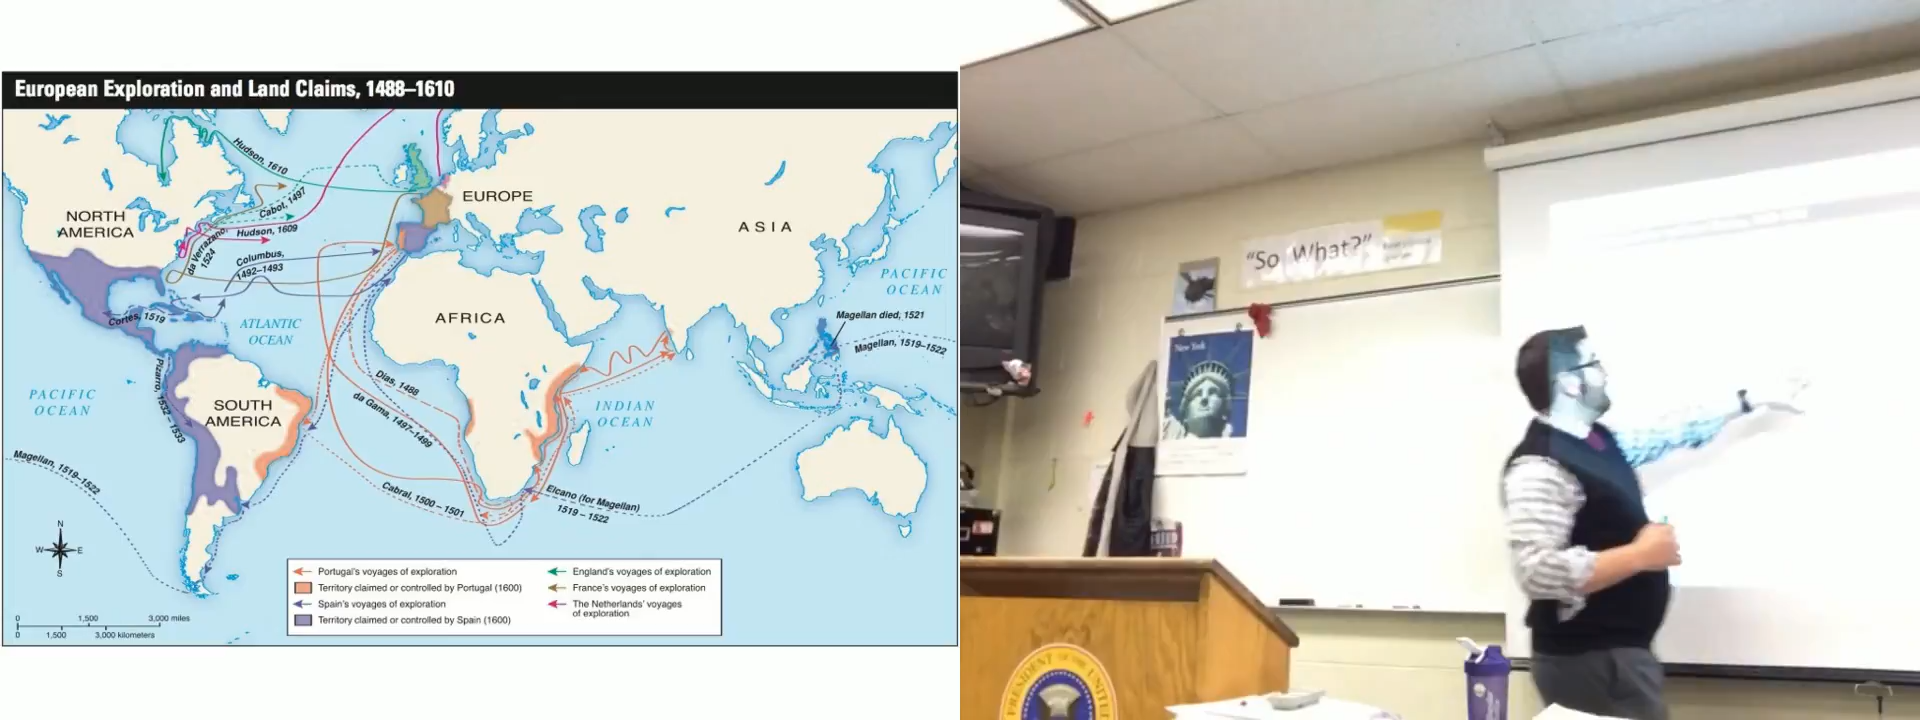 European Exploration and Land Claims, 1488–1610
Hudson, 1610
Cabot, 1497
Hudson, 1609
da Verrazano,
1524
Columbus,
1492–1493
Cortés, 1519
NORTH
AMERICA
EUROPE
ASIA
PACIFIC
OCEAN
ATLANTIC
OCEAN
AFRICA
Magellan died, 1521
Magellan, 1519–1522
Pizarro, 1532–1533
Dias, 1488
da Gama, 1497–1499
PACIFIC
OCEAN
SOUTH
AMERICA
INDIAN
OCEAN
Magellan, 1519–1522
Cabral, 1500–1501
Elcano (for Magellan)
1519–1522
N
W E
S
0 1,500 3,000 miles
0 1,500 3,000 kilometers
Portugal's voyages of exploration
Territory claimed or controlled by Portugal (1600)
Spain's voyages of exploration
Territory claimed or controlled by Spain (1600)
England's voyages of exploration
France's voyages of exploration
The Netherlands' voyages
of exploration
"So What?"
New York
PRESIDENT OF THE UNITED